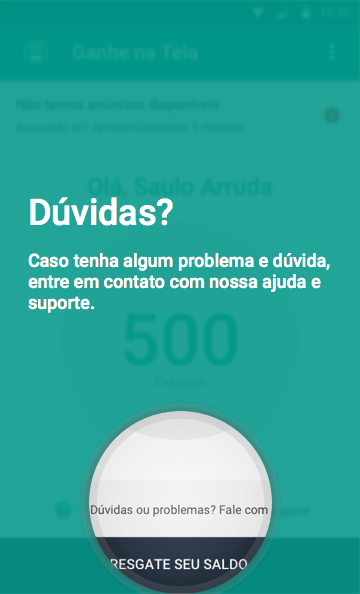 12:30
Ganhe na Tela
Não temos anúncios disponíveis
Buscando em aproximadamente 5 minutos
Olá, Saulo Arruda
Dúvidas?
Caso tenha algum problema e dúvida,
entre em contato com nossa ajuda e
suporte.
500
Créditos
Dúvidas ou problemas? Fale com
RESGATE SEU SALDO